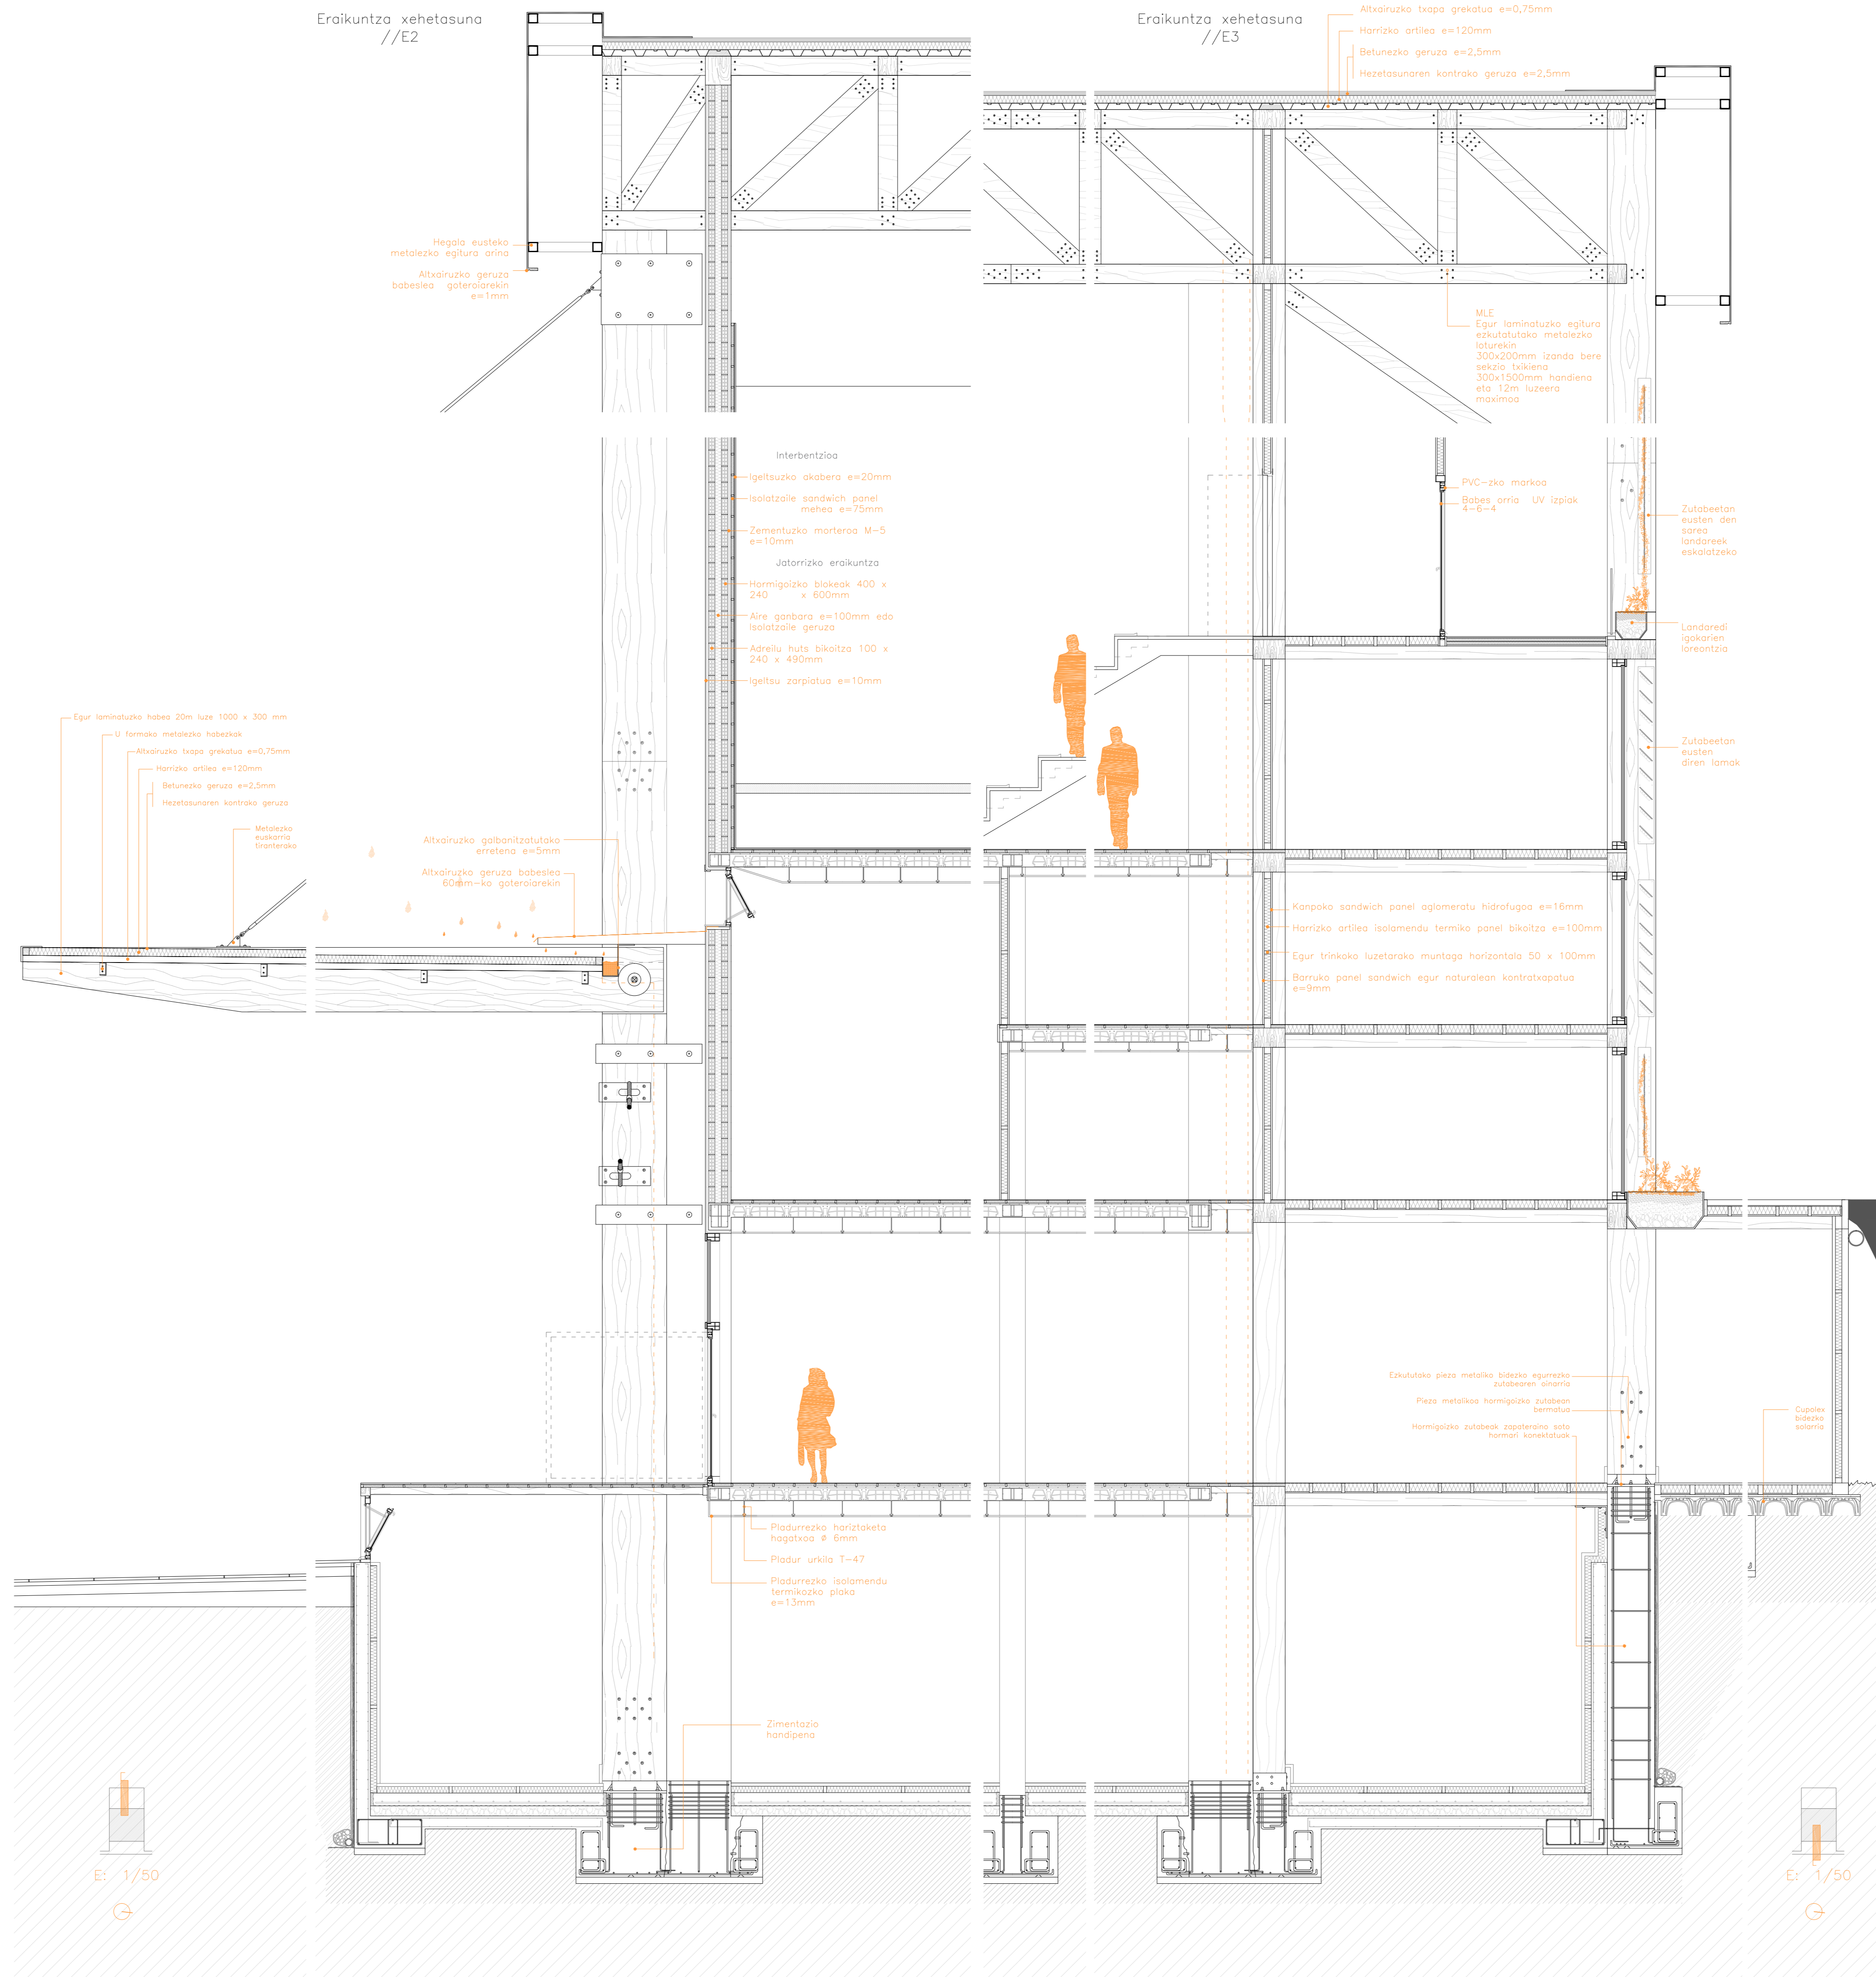 Eraikuntza xehetasuna
//E2
Hegala eusteko
metalezko egitura arina
Altxairuzko geruza
babeslea goteroiarekin
e=1mm
Interbentzioa
Igeltsuzko akabera e=20mm
Isolatzaile sandwich panel
mehea e=75mm
Zementuzko morteroa M-5
e=10mm
Jatorrizko eraikuntza
Hormigoizko blokeak 400 x
240 x 600mm
Aire ganbara e=100mm edo
Isolatzaile geruza
Adreilu huts bikoitza 100 x
240 x 490mm
Igeltsu zarpiatua e=10mm
Egur laminatuzko habea 20m luze 1000 x 300 mm
U formako metalezko habexkak
Altxairuzko txapa grekatua e=0,75mm
Harrizko artilea e=120mm
Betunezko geruza e=2,5mm
Hezetasunaren kontrako geruza
Metalezko
euskarria
tiranterako
Altxairuzko galbanitzatutako
erretena e=5mm
Altxairuzko geruza babeslea
60mm-ko goteroiarekin
Pladurrezko hariztaketa
hagatxoa ø 6mm
Pladur urkila T-47
Pladurrezko isolamendu
termikozko plaka
e=13mm
Zimentazio
handipena
E: 1/50
Eraikuntza xehetasuna
//E3
Altxairuzko txapa grekatua e=0,75mm
Harrizko artilea e=120mm
Betunezko geruza e=2,5mm
Hezetasunaren kontrako geruza e=2,5mm
MLE
Egur laminatuzko egitura
ezkutatutako metalezko
loturekin
300x200mm izanda bere
sekzio txikiena
300x1500mm handiena
eta 12m luzeera
maximoa
PVC-zko markoa
Babes orria UV izpiak
4-6-4
Zutabeetan
eusten den
sarea
landareek
eskalatzeko
Landaredi
igokarien
loreontzia
Zutabeetan
eusten
diren lamak
Kanpoko sandwich panel aglomeratu hidrofugoa e=16mm
Harrizko artilea isolamendu termiko panel bikoitza e=100mm
Egur trinkoko luzetarako muntaga horizontala 50 x 100mm
Barruko panel sandwich egur naturalean kontratxapatua
e=9mm
Ezkututako pieza metaliko bidezko egurrezko
zutabearen oinarria
Pieza metalikoa hormigoizko zutabean
bermatua
Hormigoizko zutabeak zapateraino soto
hormari konektatuak
Cupolex
bidezko
solarria
E: 1/50